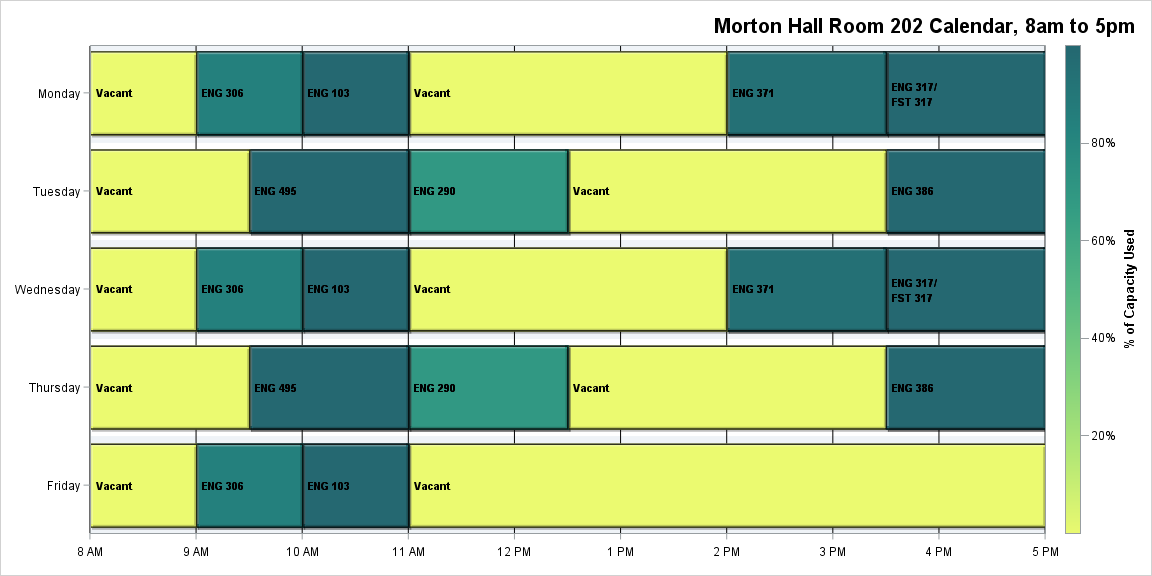 Morton Hall Room 202 Calendar, 8am to 5pm
Monday
Vacant
ENG 306
ENG 103
Vacant
ENG 371
ENG 317/
FST 317
Tuesday
Vacant
ENG 495
ENG 290
Vacant
ENG 386
Wednesday
Vacant
ENG 306
ENG 103
Vacant
ENG 371
ENG 317/
FST 317
Thursday
Vacant
ENG 495
ENG 290
Vacant
ENG 386
Friday
Vacant
ENG 306
ENG 103
Vacant
8 AM
9 AM
10 AM
11 AM
12 PM
1 PM
2 PM
3 PM
4 PM
5 PM
80%
60%
40%
20%
% of Capacity Used